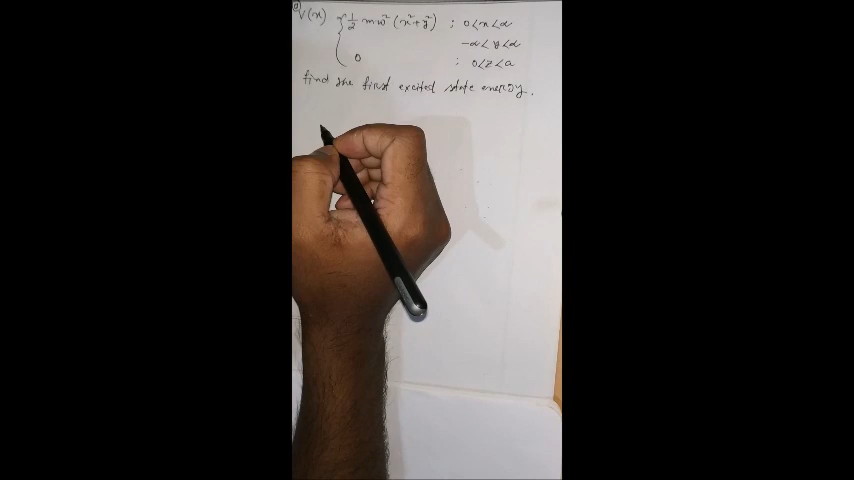 V(x) { 1/2 mω² (x²+y²) ; 0<x<α
-α<y<α
0 ; 0<z<a
find the first excited state energy.